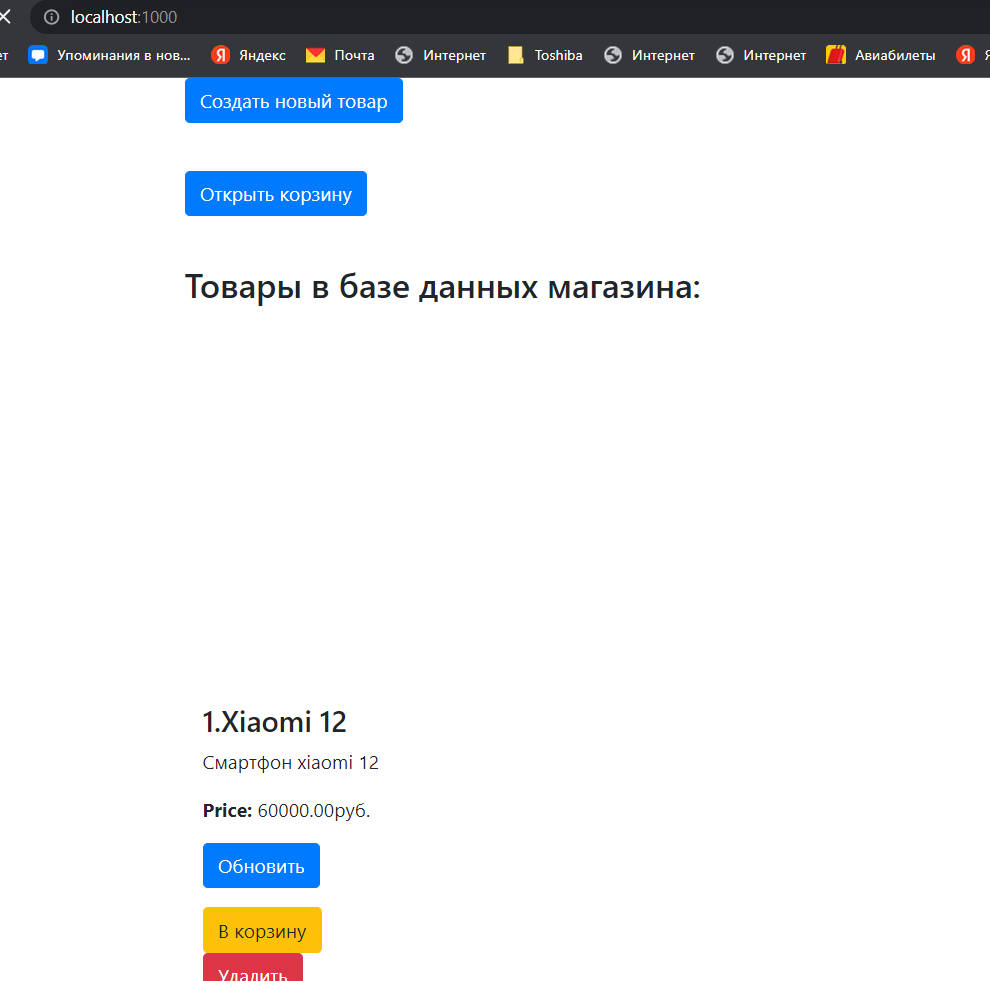 localhost:1000
ет Упоминания в нов... Яндекс Почта Интернет Toshiba Интернет Интернет Авиабилеты Я
Создать новый товар
Открыть корзину
Товары в базе данных магазина:
1.Xiaomi 12
Смартфон xiaomi 12
Price: 60000.00руб.
Обновить
В корзину
Удалить